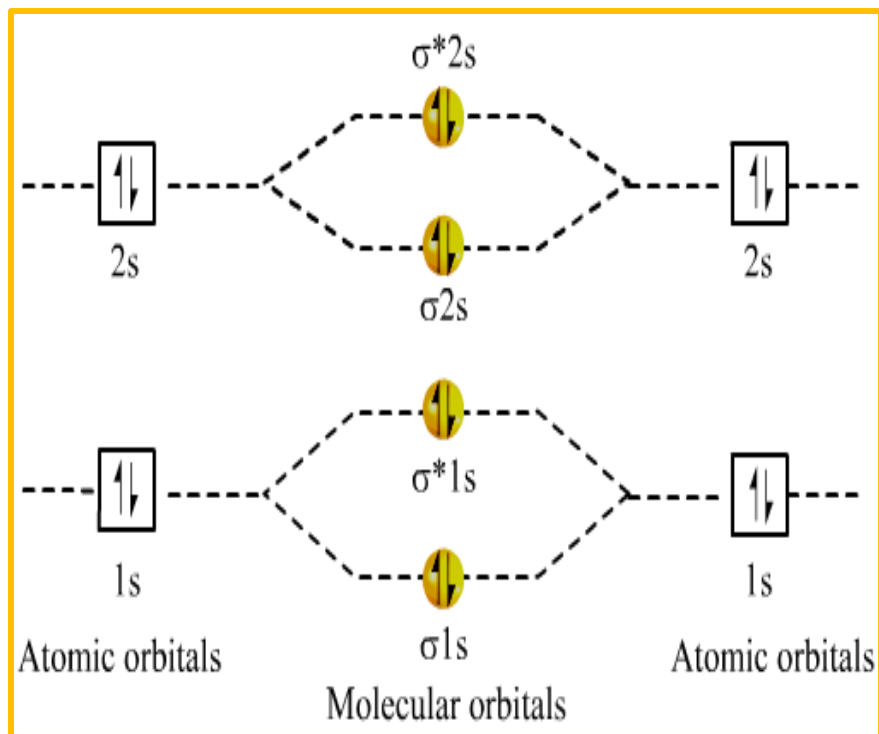 σ*2s
2s
2s
σ2s
σ*1s
1s
1s
σ1s
Atomic orbitals
Atomic orbitals
Molecular orbitals